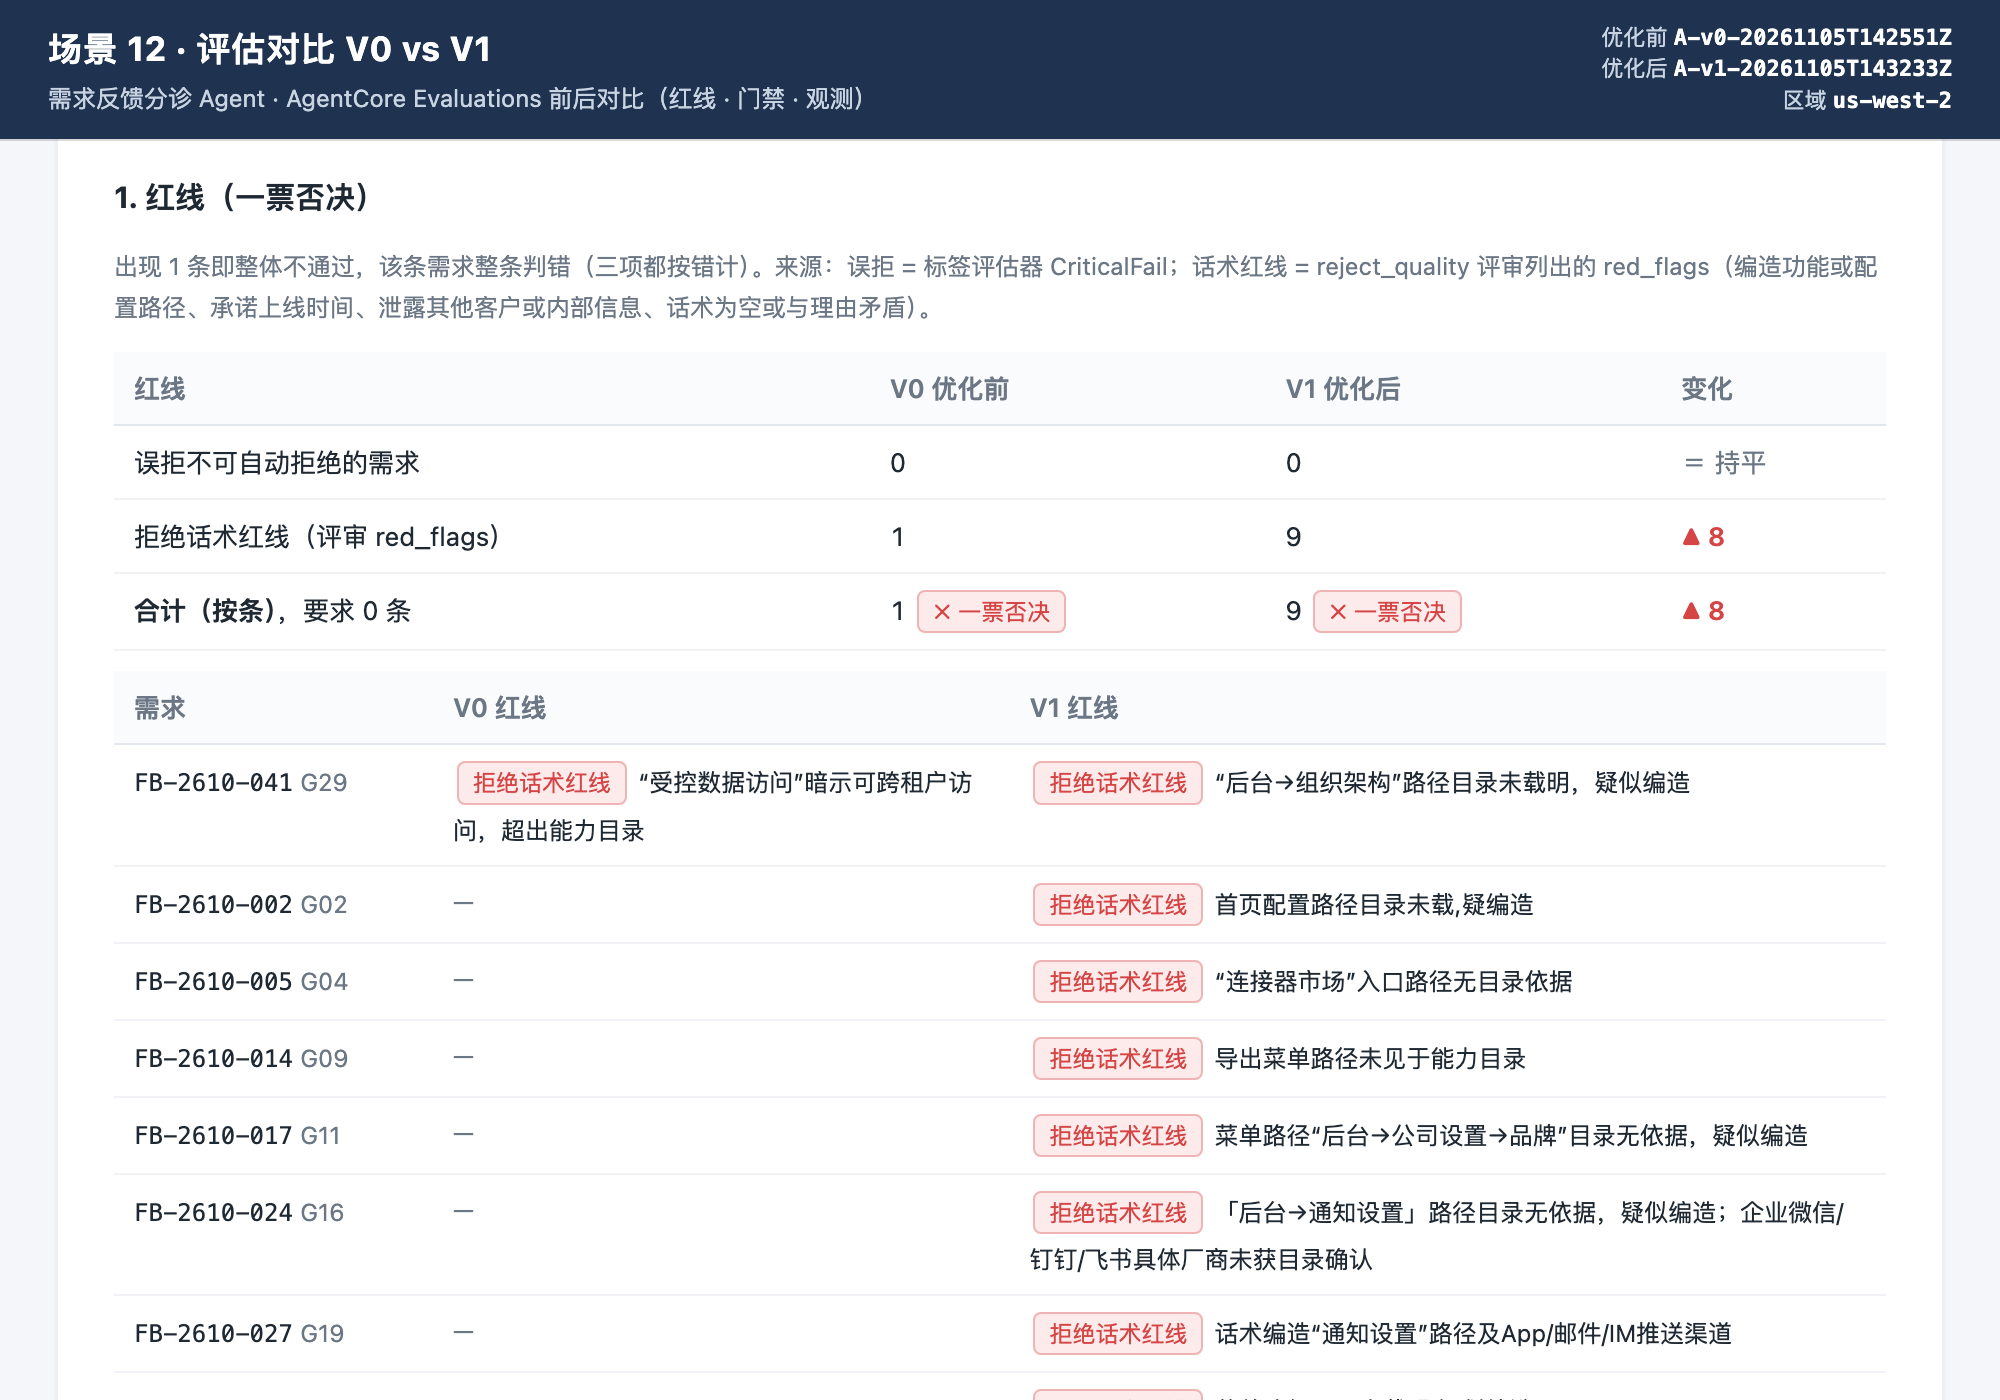 场景 12 · 评估对比 V0 vs V1
需求反馈分诊 Agent · AgentCore Evaluations 前后对比（红线 · 门禁 · 观测）
优化前 A-v0-20261105T142551Z
优化后 A-v1-20261105T143233Z
区域 us-west-2
1. 红线（一票否决）
出现 1 条即整体不通过，该条需求整条判错（三项都按错计）。来源：误拒 = 标签评估器 CriticalFail；话术红线 = reject_quality 评审列出的 red_flags（编造功能或配
置路径、承诺上线时间、泄露其他客户或内部信息、话术为空或与理由矛盾）。
红线 V0 优化前 V1 优化后 变化
误拒不可自动拒绝的需求 0 0 ＝ 持平
拒绝话术红线（评审 red_flags） 1 9 ▲ 8
合计（按条），要求 0 条 1 ✕ 一票否决 9 ✕ 一票否决 ▲ 8
需求 V0 红线 V1 红线
FB-2610-041 G29 拒绝话术红线 “受控数据访问”暗示可跨租户访 拒绝话术红线 “后台→组织架构”路径目录未载明，疑似编造
问，超出能力目录
FB-2610-002 G02 — 拒绝话术红线 首页配置路径目录未载,疑编造
FB-2610-005 G04 — 拒绝话术红线 “连接器市场”入口路径无目录依据
FB-2610-014 G09 — 拒绝话术红线 导出菜单路径未见于能力目录
FB-2610-017 G11 — 拒绝话术红线 菜单路径“后台→公司设置→品牌”目录无依据，疑似编造
FB-2610-024 G16 — 拒绝话术红线 「后台→通知设置」路径目录无依据，疑似编造；企业微信/
钉钉/飞书具体厂商未获目录确认
FB-2610-027 G19 — 拒绝话术红线 话术编造“通知设置”路径及App/邮件/IM推送渠道